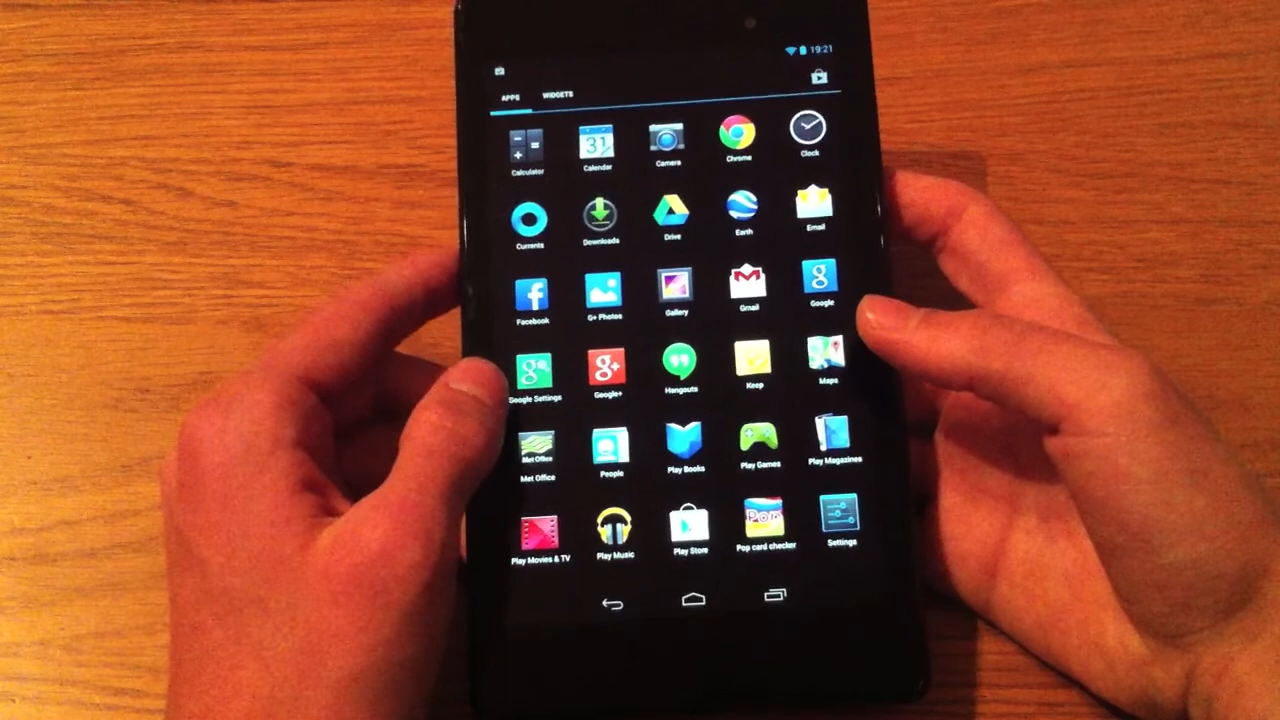 19:21
APPS WIDGETS
31
Calculator Calendar Camera Chrome Clock
Currents Downloads Drive Earth Email
f g
Facebook G+ Photos Gallery Gmail Google
g g+
Google Settings Google+ Hangouts Keep Maps
Met Office
Met Office People Play Books Play Games Play Magazines
Pop
Play Movies & TV Play Music Play Store Pop card checker Settings